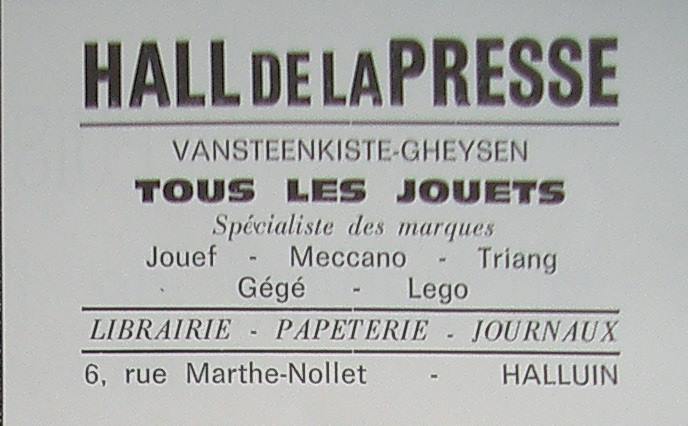 HALL DE LA PRESSE
VANSTEENKISTE-GHEYSEN
TOUS LES JOUETS
Spécialiste des marques
Jouef - Meccano - Triang
Gégé - Lego
LIBRAIRIE - PAPETERIE - JOURNAUX
6, rue Marthe-Nollet - HALLUIN